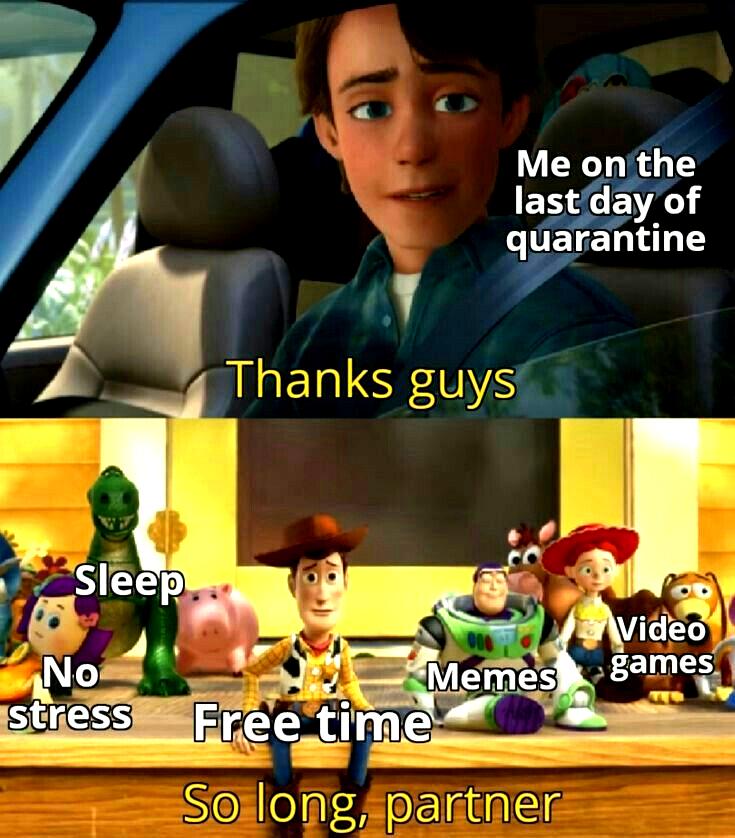 Me on the
last day of
quarantine
Thanks guys
Sleep
No
stress
Free time
Memes
Video
games
So long, partner